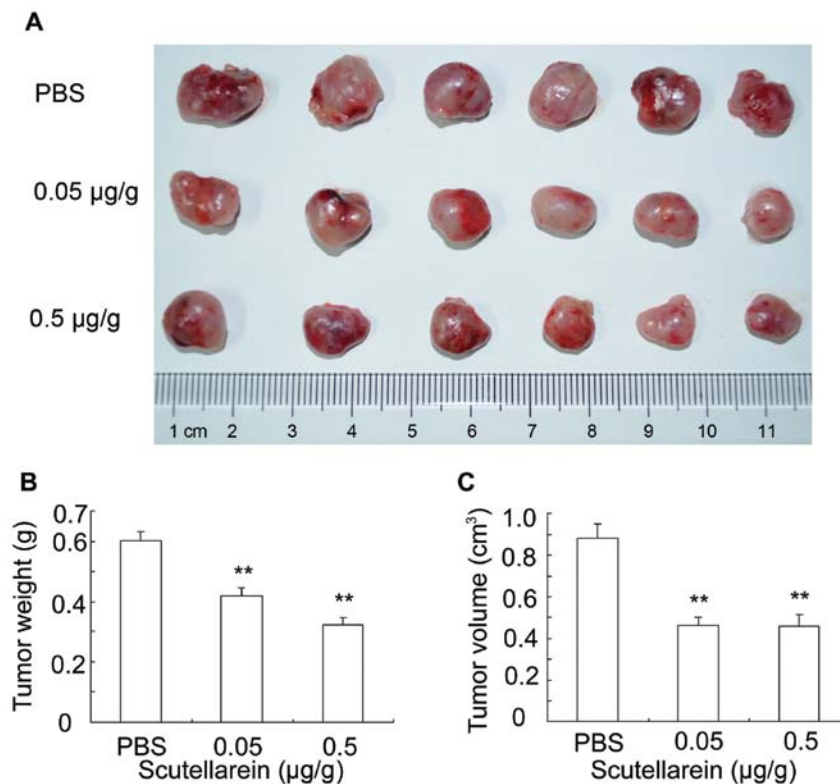 A
PBS
0.05 µg/g
0.5 µg/g
1 cm 2 3 4 5 6 7 8 9 10 11
B
Tumor weight (g)
0.7
0.6
0.4
0.2
0
**
**
PBS 0.05 0.5
Scutellarein (µg/g)
C
Tumor volume (cm³)
1.0
0.8
0.6
0.4
0.2
0
**
**
PBS 0.05 0.5
Scutellarein (µg/g)